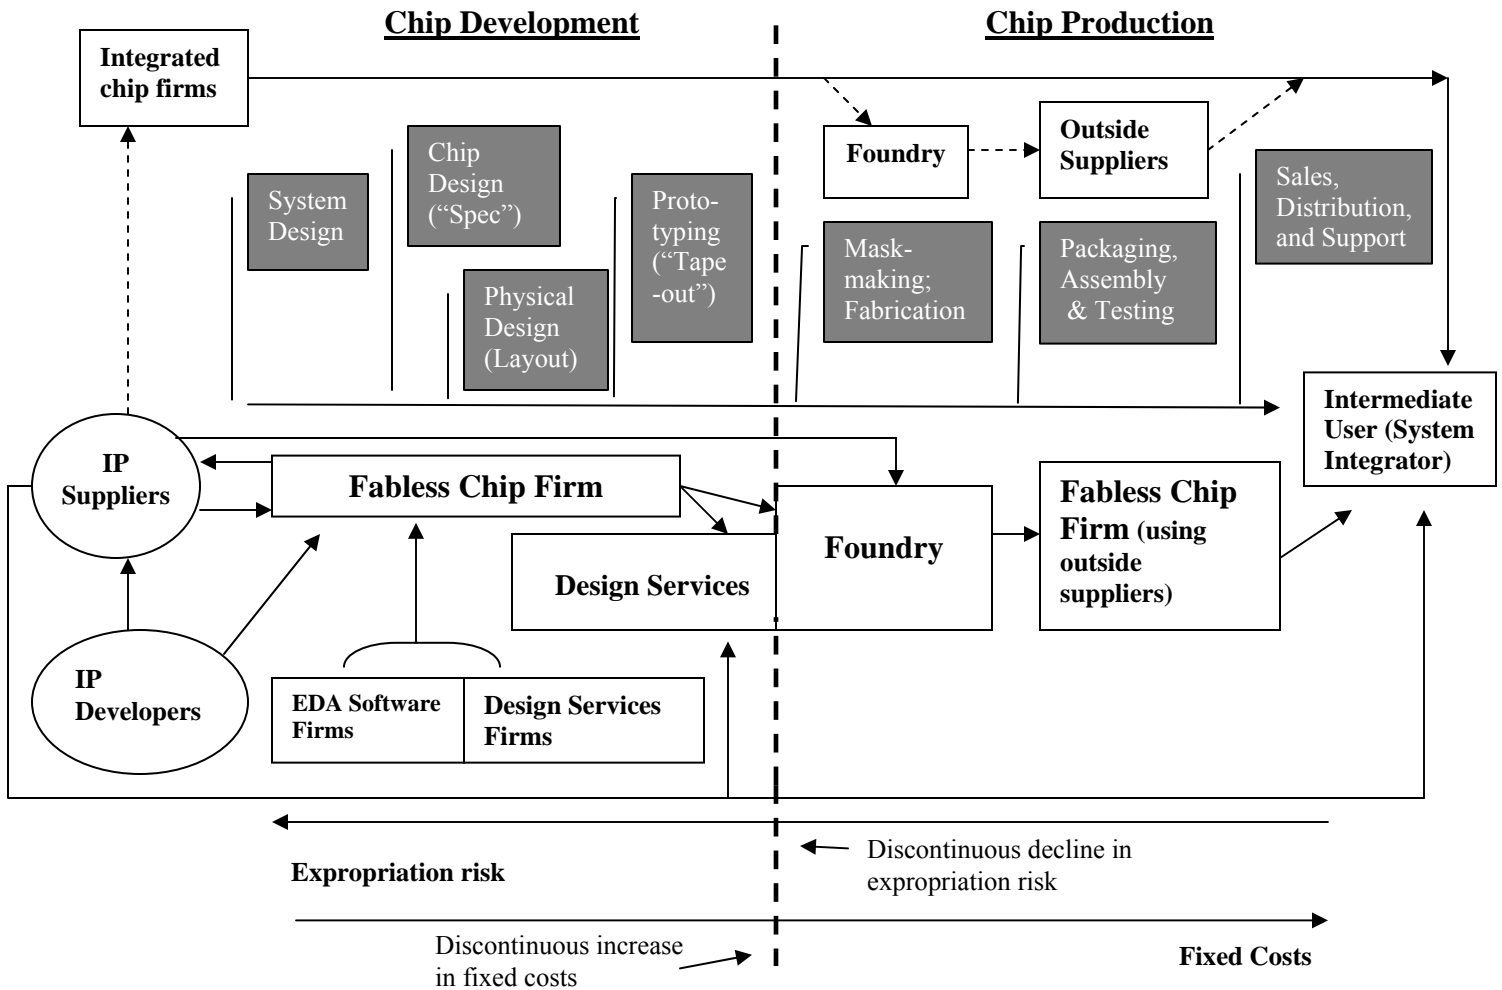 Chip Development
Chip Production
Integrated
chip firms
Foundry
Outside
Suppliers
System
Design
Chip
Design
(“Spec”)
Physical
Design
(Layout)
Proto-
typing
(“Tape
-out”)
Mask-
making;
Fabrication
Packaging,
Assembly
& Testing
Sales,
Distribution,
and Support
Intermediate
User (System
Integrator)
IP
Suppliers
Fabless Chip Firm
Design Services
Foundry
Fabless Chip
Firm (using
outside
suppliers)
IP
Developers
EDA Software
Firms
Design Services
Firms
Expropriation risk
Discontinuous decline in
expropriation risk
Discontinuous increase
in fixed costs
Fixed Costs